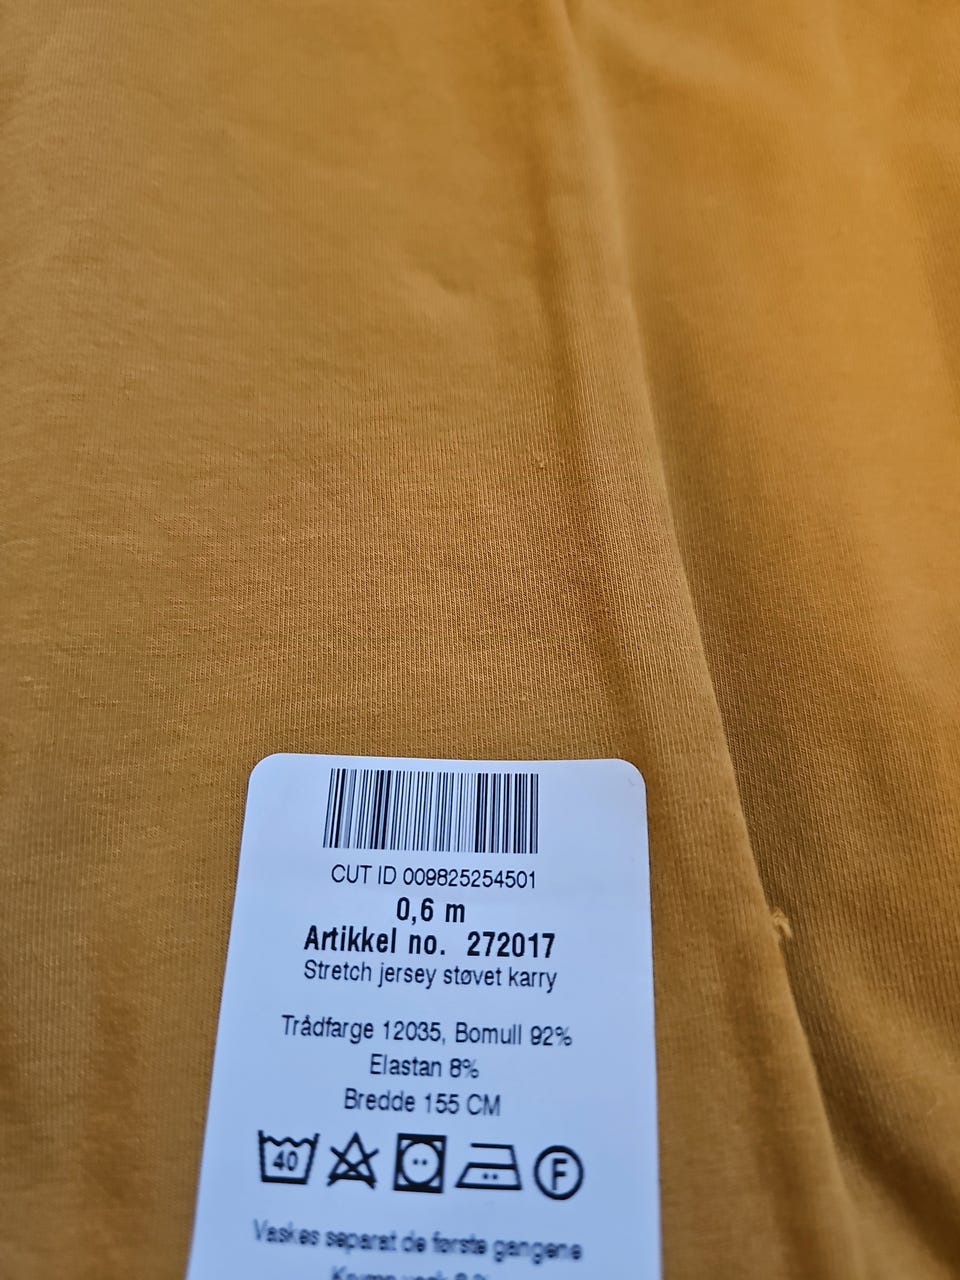 CUT ID 009825254501
0,6 m
Artikkel no. 272017
Stretch jersey støvet karry
Trådfarge 12035, Bomull 92%
Elastan 8%
Bredde 155 CM
40
F
Vaskes separat de første gangene